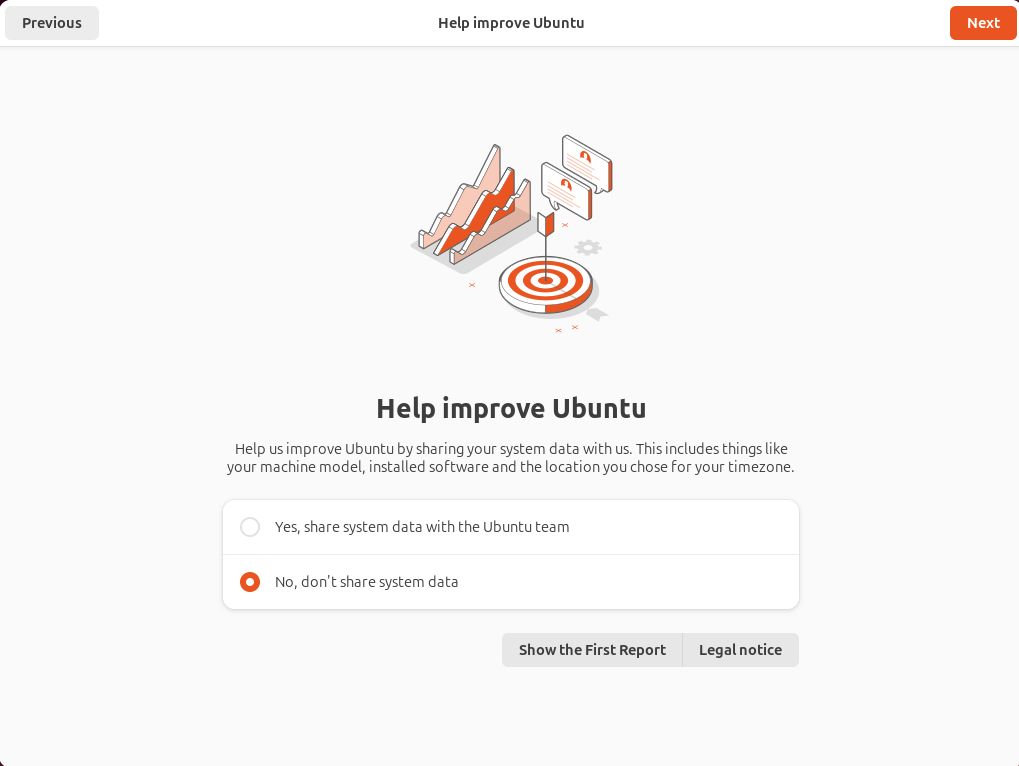 Previous
Help improve Ubuntu
Next
Help improve Ubuntu
Help us improve Ubuntu by sharing your system data with us. This includes things like
your machine model, installed software and the location you chose for your timezone.
Yes, share system data with the Ubuntu team
No, don't share system data
Show the First Report
Legal notice